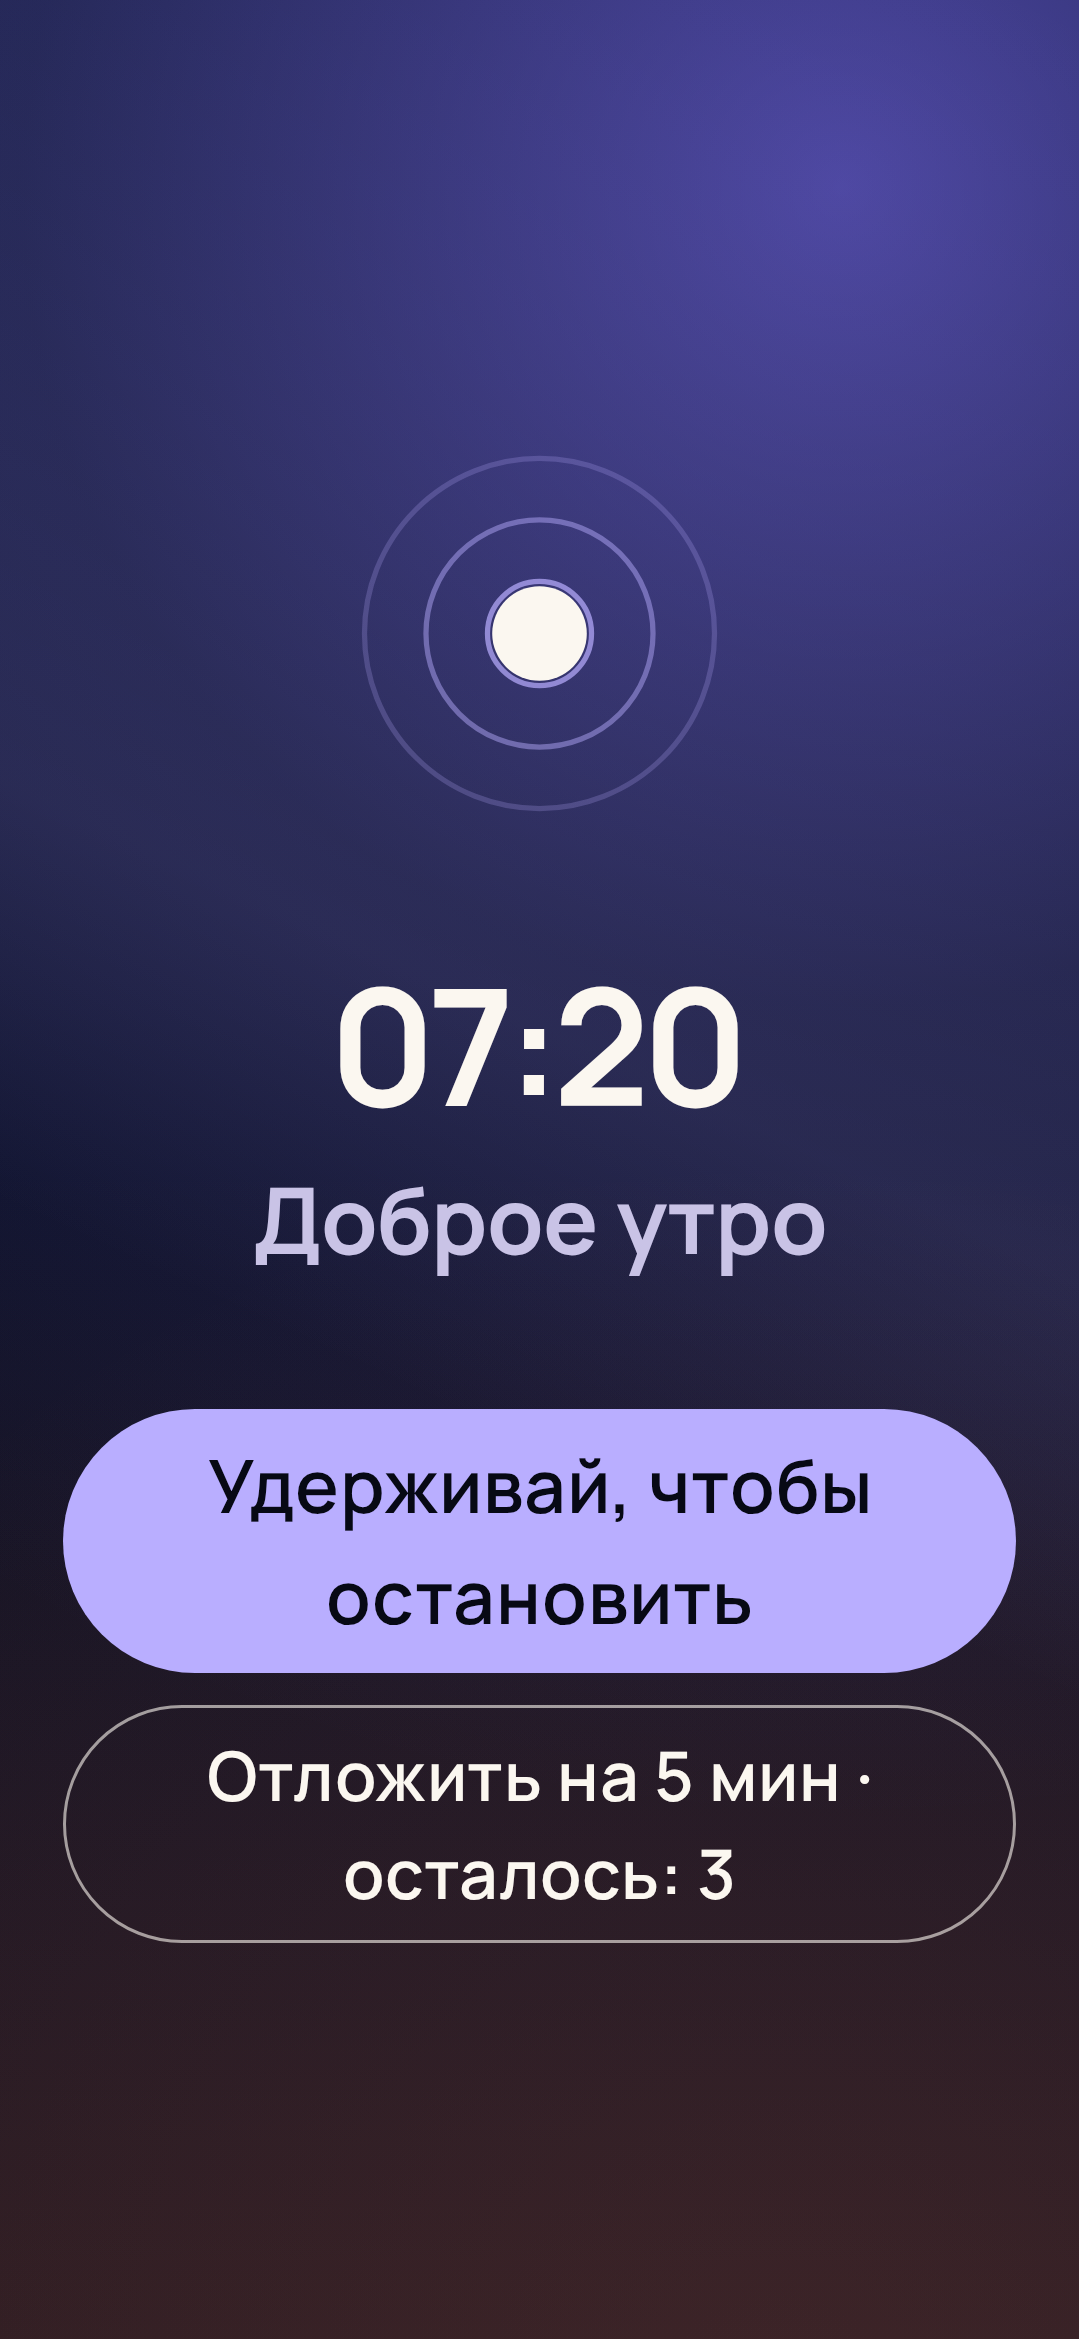 07:20
Доброе утро
Удерживай, чтобы
остановить
Отложить на 5 мин ·
осталось: 3